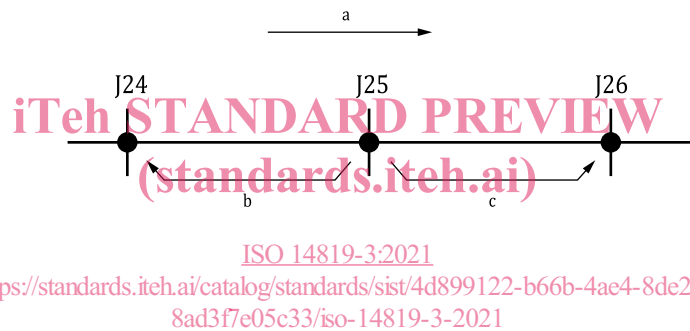 a
J24 J25 J26
iTeh STANDARD PREVIEW
(standards.iteh.ai)
b c
ISO 14819-3:2021
ps://standards.iteh.ai/catalog/standards/sist/4d899122-b66b-4ae4-8de2
8ad3f7e05c33/iso-14819-3-2021